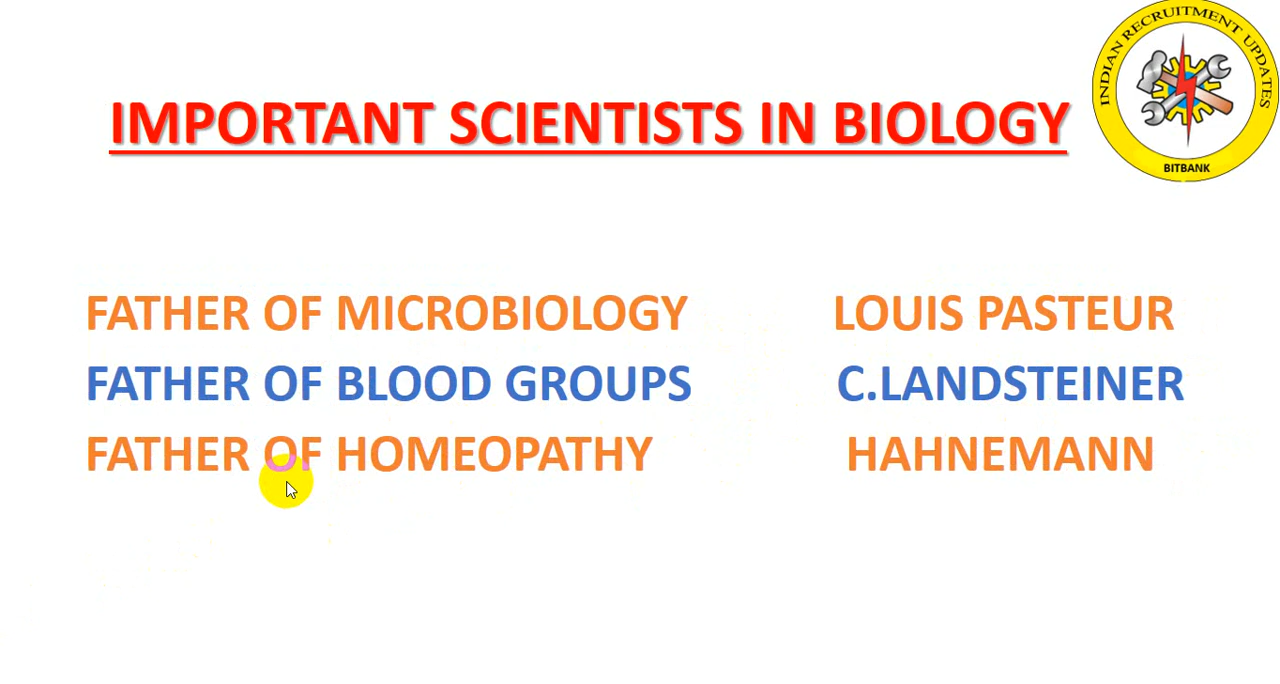 IMPORTANT SCIENTISTS IN BIOLOGY
INDIAN RECRUITMENT UPDATES
BITBANK
FATHER OF MICROBIOLOGY LOUIS PASTEUR
FATHER OF BLOOD GROUPS C.LANDSTEINER
FATHER OF HOMEOPATHY HAHNEMANN